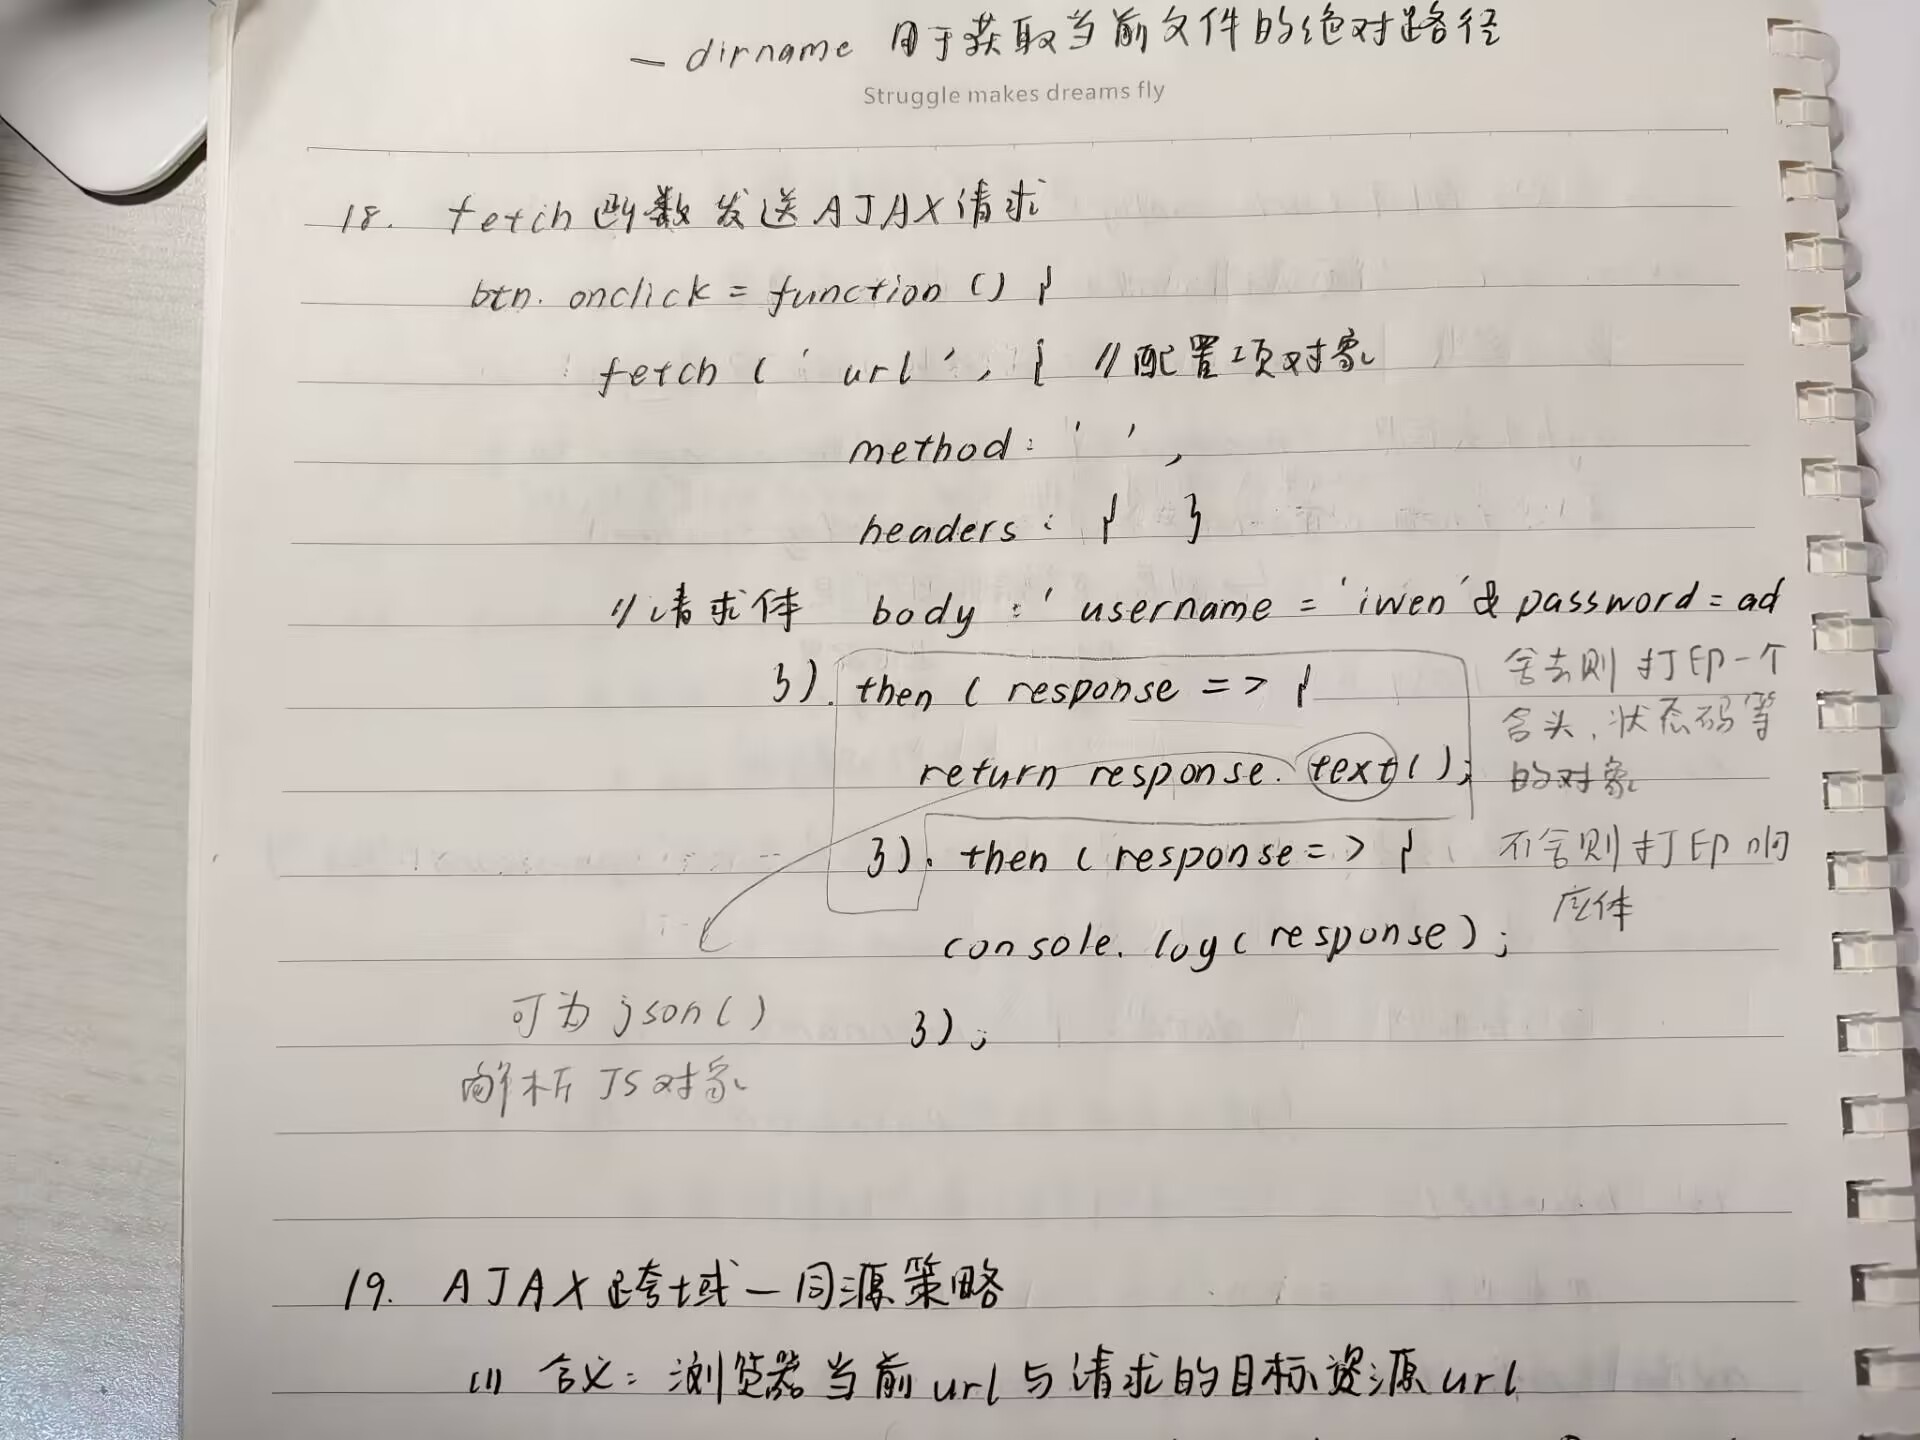 — dirname 用于获取当前文件的绝对路径
Struggle makes dreams fly
18. fetch函数发送AJAX请求
btn. onclick = function () {
fetch ( ' url ' , { //配置项对象
method : ' ' ,
headers : { }
//请求体 body : ' username = 'iwen' & password = ad
}). then ( response => {
舍去则打印一个
含头、状态码等
return response. text( );
的对象
}). then ( response = > {
不舍则打印响
应体
console. log ( response ) ;
可为 json ( )
}) ;
解析 JS对象
19. AJAX跨域—同源策略
(1) 含义: 浏览器当前url与请求的目标资源url